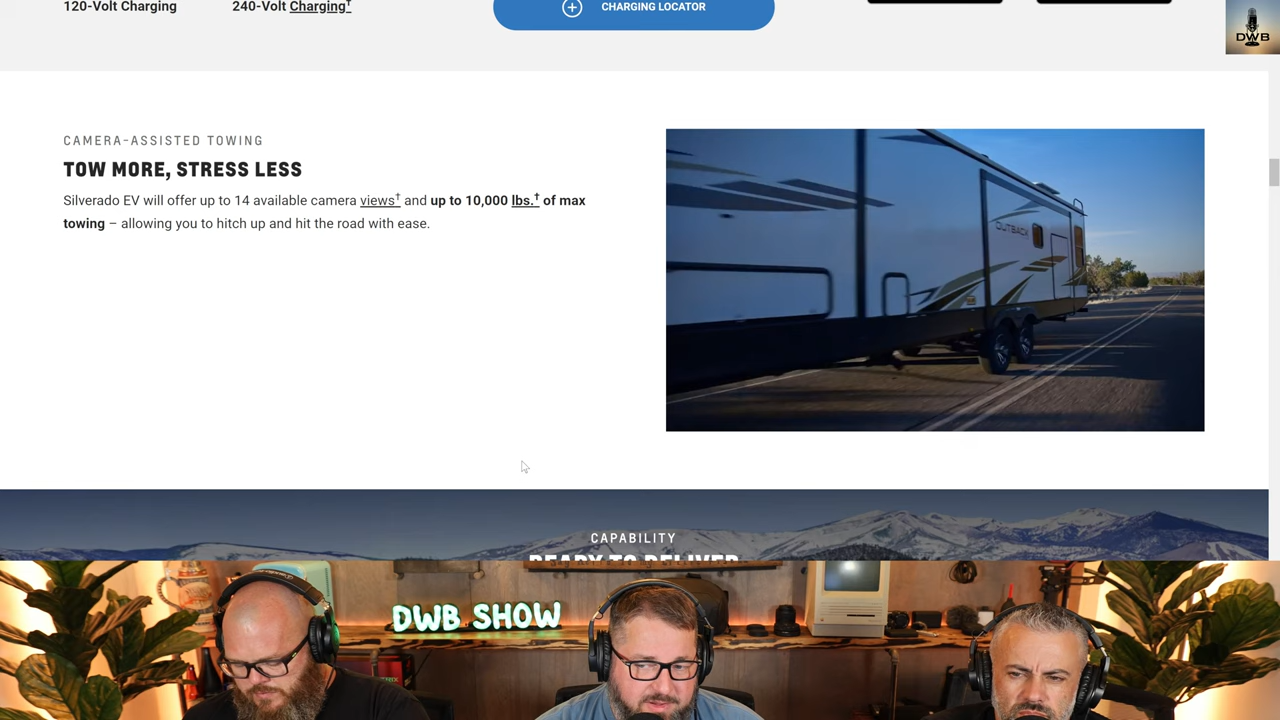 120-Volt Charging
240-Volt Charging†
CHARGING LOCATOR
DWB
CAMERA-ASSISTED TOWING
TOW MORE, STRESS LESS
Silverado EV will offer up to 14 available camera views† and up to 10,000 lbs.† of max
towing – allowing you to hitch up and hit the road with ease.
OUTBACK
CAPABILITY
READY TO DELIVER
DWB SHOW